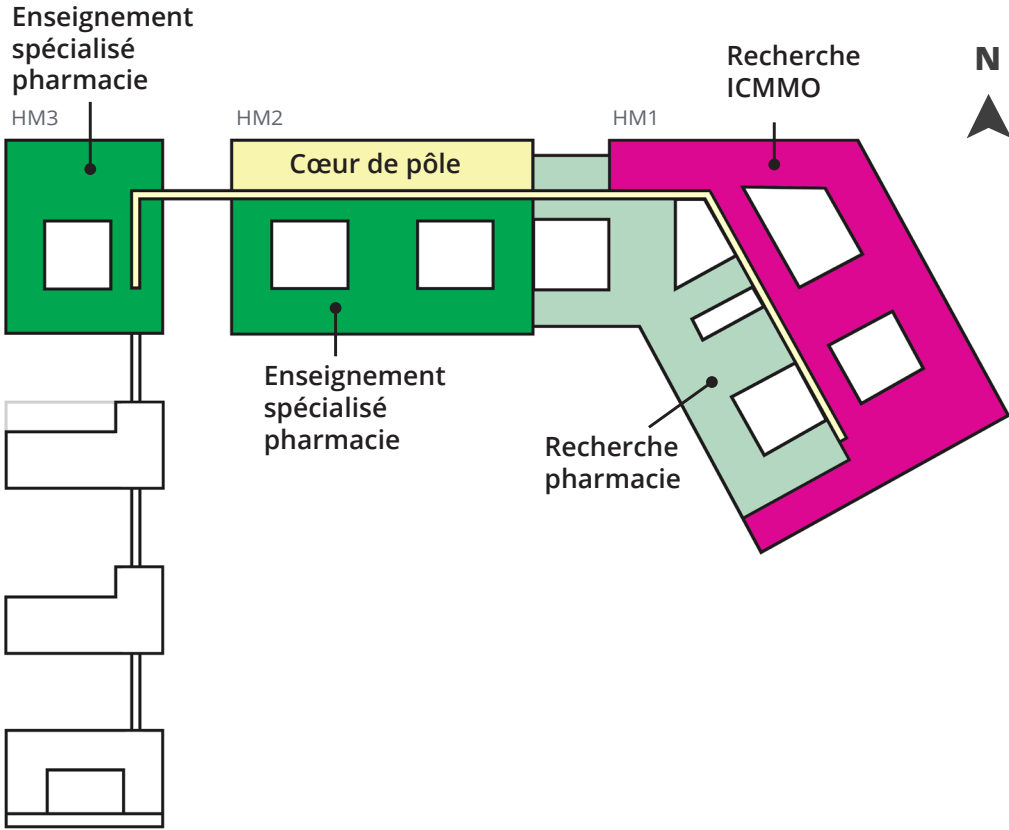 Enseignement
spécialisé
pharmacie
Recherche
ICMMO
N
HM3
HM2
HM1
Cœur de pôle
Enseignement
spécialisé
pharmacie
Recherche
pharmacie